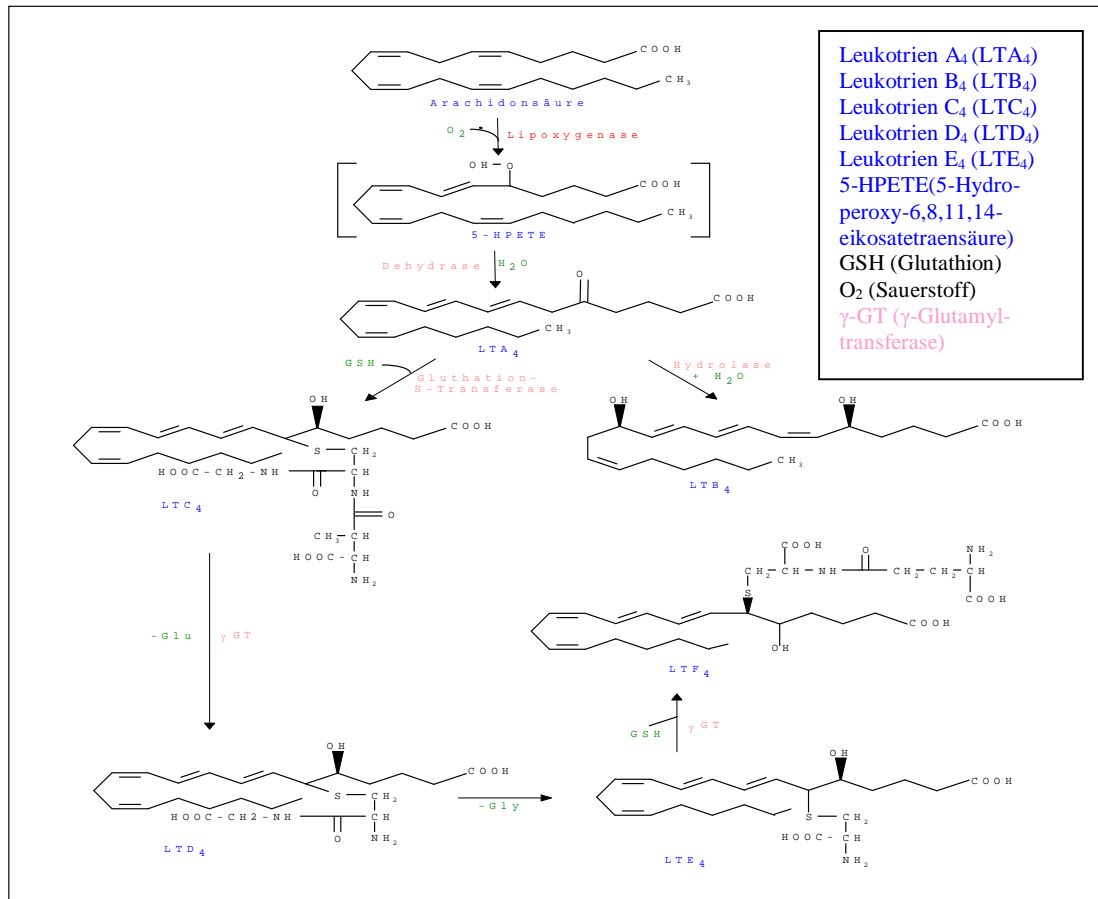 COOH
CH3
Arachidonsäure
O2
Lipoxygenase
OH O
COOH
CH3
5-HPETE
Dehydrase
H2O
O
COOH
CH3
LTA4
GSH
Gluthation-
S-Transferase
Hydrolase
+ H2O
OH
COOH
S
CH2
HOOC-CH2-NH
CH
O
NH
O
CH3
CH
HOOC-CH
NH2
LTC4
OH
OH
COOH
CH3
LTB4
-Glu
γGT
COOH
CH2
CH
NH
O
CH2
CH2
NH2
CH
COOH
S
COOH
OH
LTF4
GSH
γGT
OH
COOH
S
CH2
HOOC-CH2-NH
CH
O
NH2
LTD4
-Gly
OH
COOH
S
CH2
HOOC-CH
NH2
LTE4
Leukotrien A4 (LTA4)
Leukotrien B4 (LTB4)
Leukotrien C4 (LTC4)
Leukotrien D4 (LTD4)
Leukotrien E4 (LTE4)
5-HPETE(5-Hydro-
peroxy-6,8,11,14-
eikosatetraensäure)
GSH (Glutathion)
O2 (Sauerstoff)
γ-GT (γ-Glutamyl-
transferase)